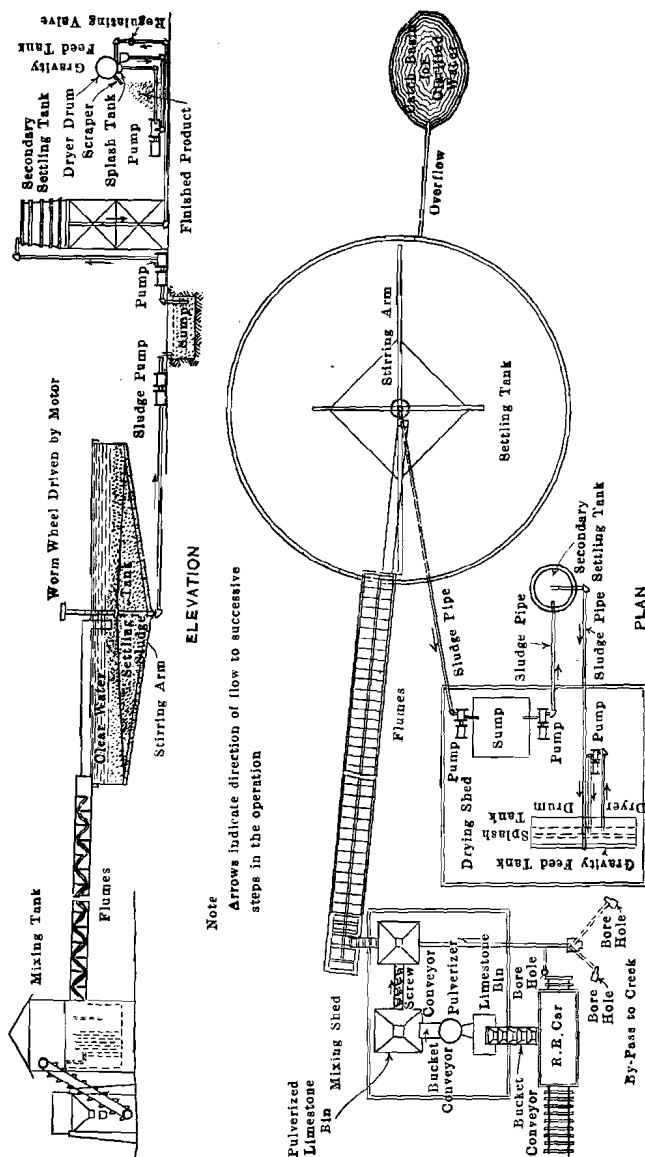 Mixing Tank
Flumes
Worm Wheel Driven by Motor
Clear Water
Settling Tank
Sludge
Stirring Arm
ELEVATION
Sludge Pump
Sump
Pump
Secondary
Settling Tank
Dryer Drum
Scraper
Splash Tank
Pump
Finished Product
Gravity
Feed Tank
Regulating Valve
Note
Arrows indicate direction of flow to successive
steps in the operation
Pulverized
Limestone
Bin
Mixing Shed
Screw
Conveyor
Bucket
Conveyor
Pulverizer
Limestone
Bin
Bucket
Conveyor
R.R. Car
Bore
Hole
Bore
Hole
Bore
Hole
By-Pass to Creek
Flumes
Sludge Pipe
Stirring Arm
Settling Tank
Overflow
Catch Basin
for
Clarified
Water
Drying Shed
Pump
Sump
Pump
Sludge Pipe
Secondary
Settling Tank
Sludge Pipe
Pump
Gravity Feed Tank
Splash
Tank
Dryer
Drum
PLAN